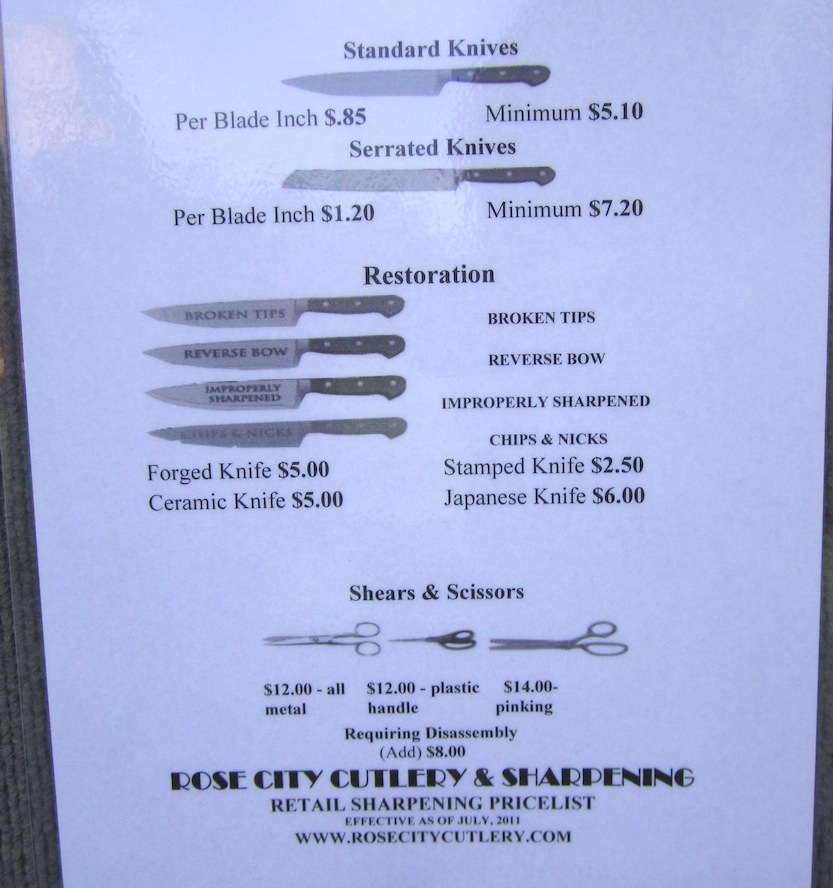 Standard Knives
Per Blade Inch $.85 Minimum $5.10
Serrated Knives
Per Blade Inch $1.20 Minimum $7.20
Restoration
BROKEN TIPS BROKEN TIPS
REVERSE BOW REVERSE BOW
IMPROPERLY
SHARPENED IMPROPERLY SHARPENED
CHIPS & NICKS CHIPS & NICKS
Forged Knife $5.00 Stamped Knife $2.50
Ceramic Knife $5.00 Japanese Knife $6.00
Shears & Scissors
$12.00 - all $12.00 - plastic $14.00-
metal handle pinking
Requiring Disassembly
(Add) $8.00
ROSE CITY CUTLERY & SHARPENING
RETAIL SHARPENING PRICELIST
EFFECTIVE AS OF JULY, 2011
WWW.ROSECITYCUTLERY.COM